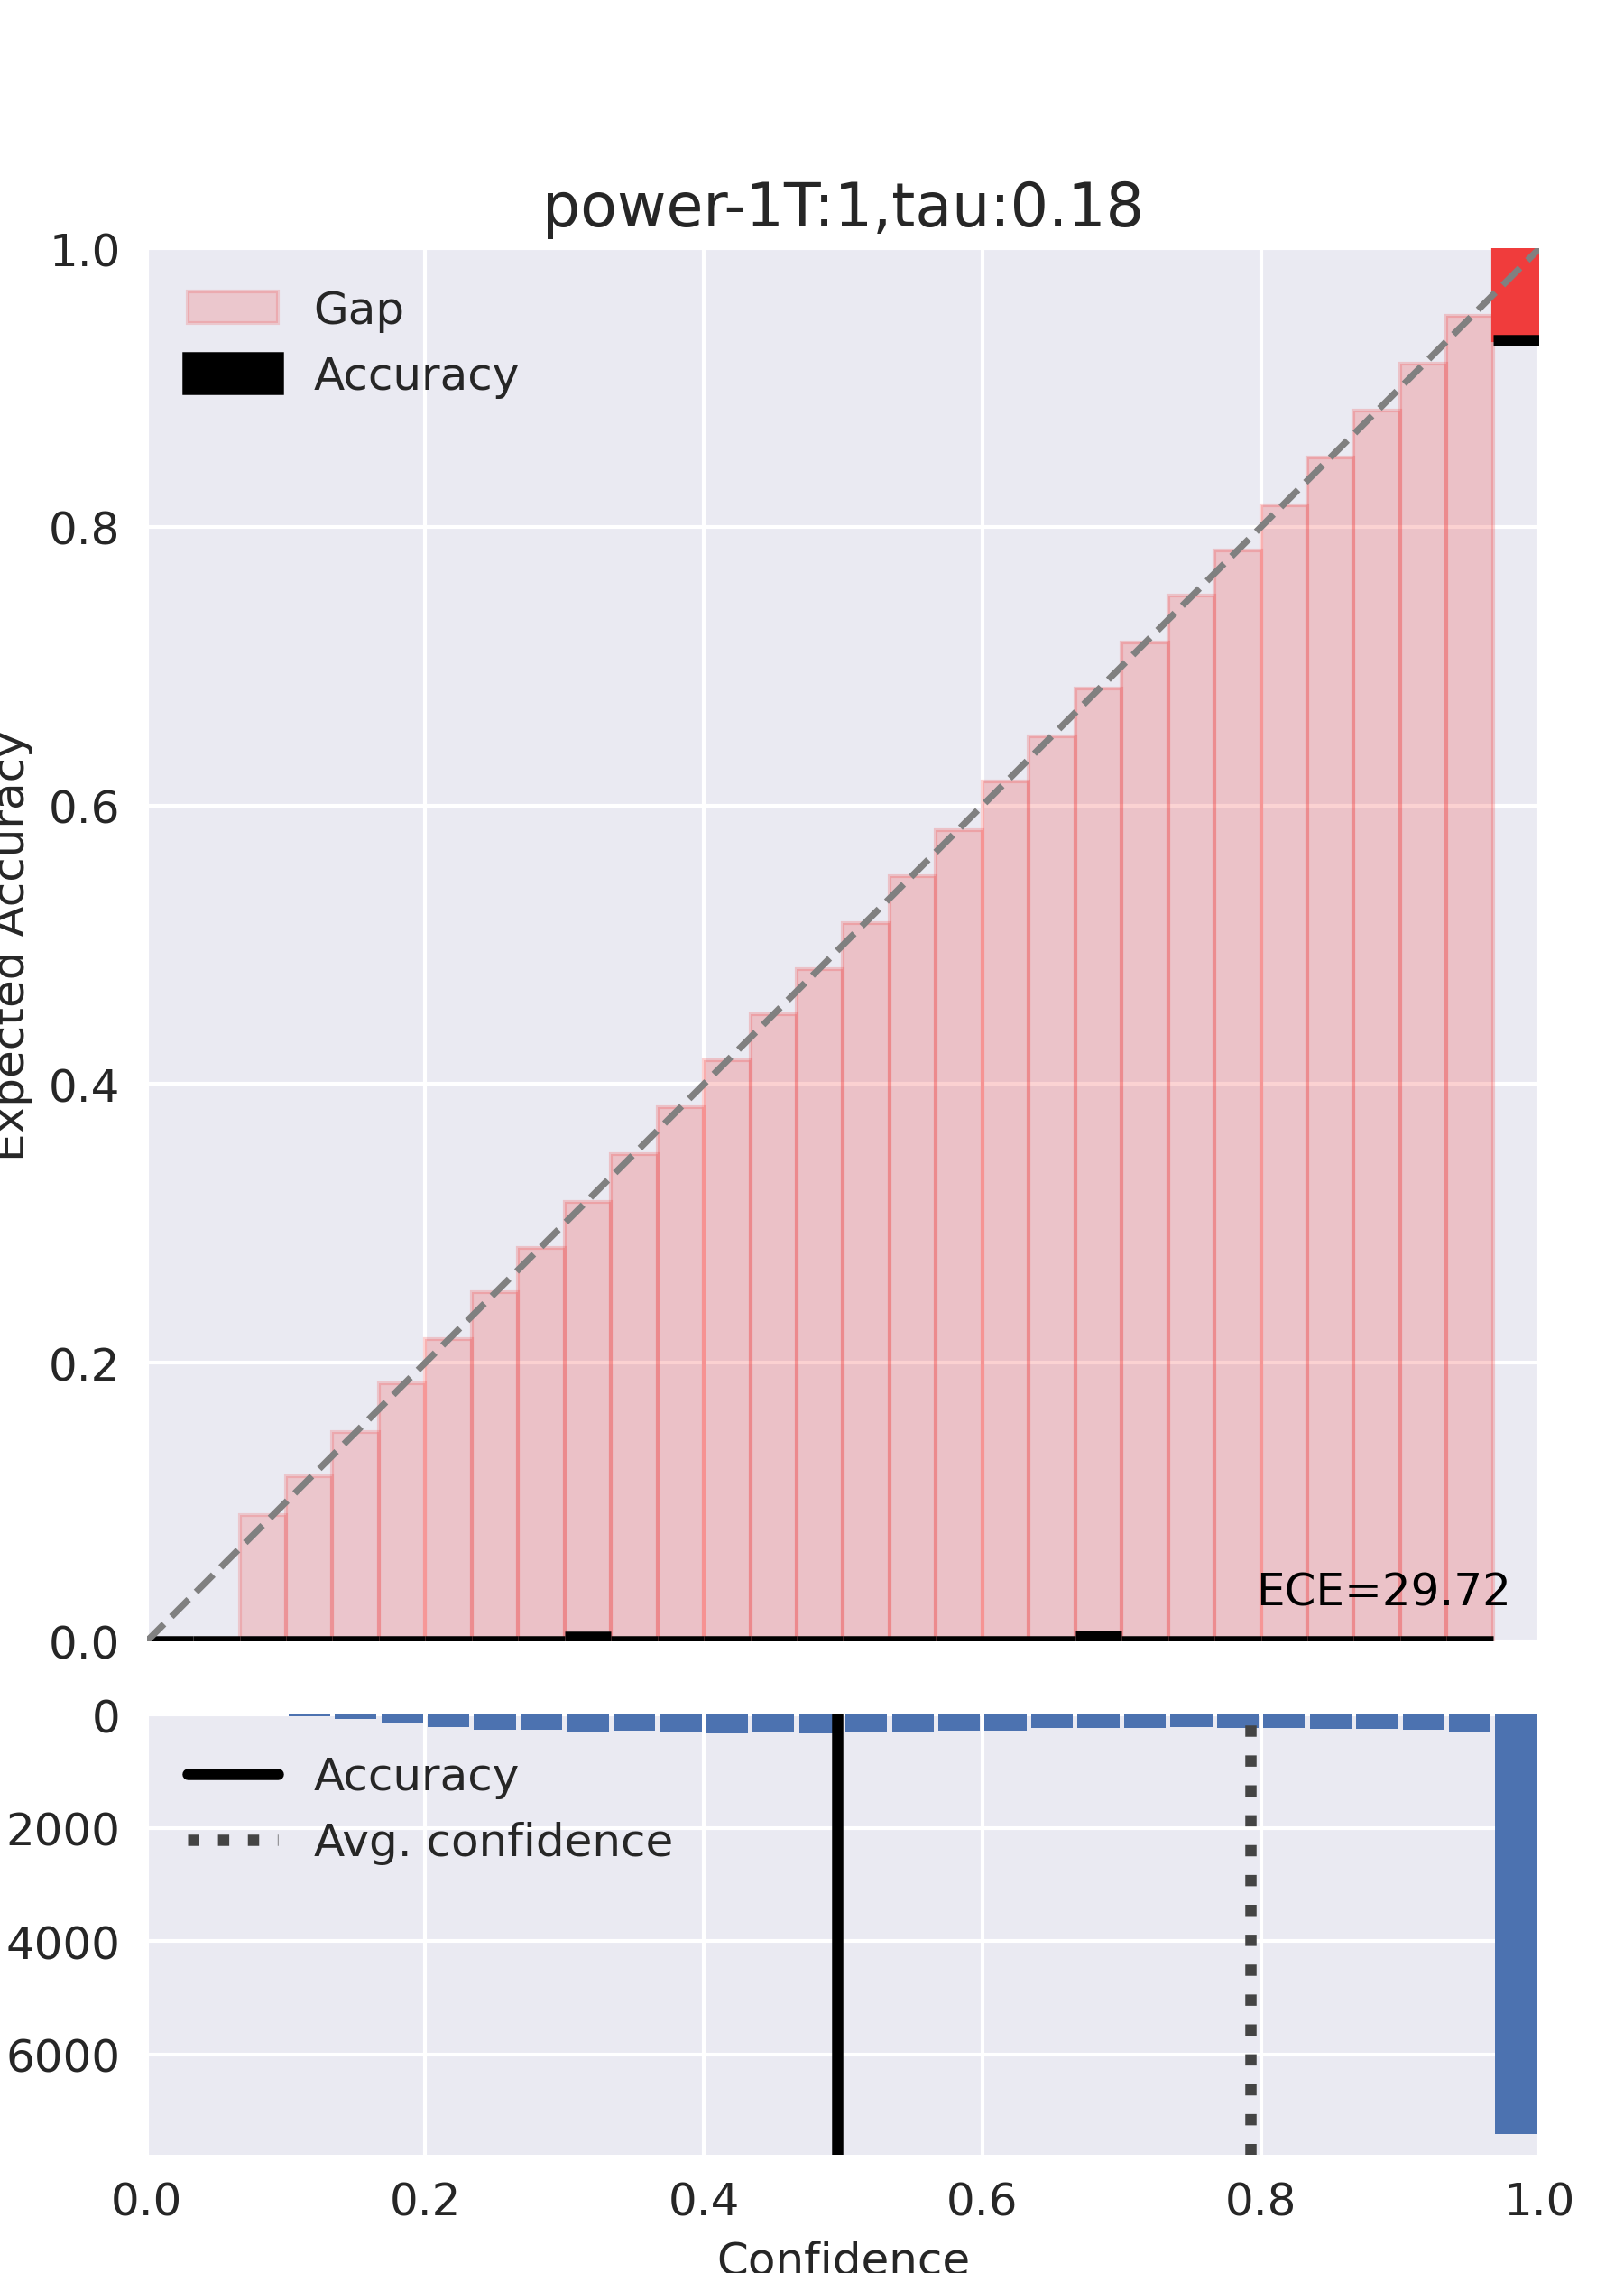 power-1T:1,tau:0.18
1.0
Gap
Accuracy
0.8
0.6
Expected Accuracy
0.4
0.2
ECE=29.72
0.0
0
Accuracy
2000
Avg. confidence
4000
6000
0.0 0.2 0.4 0.6 0.8 1.0
Confidence